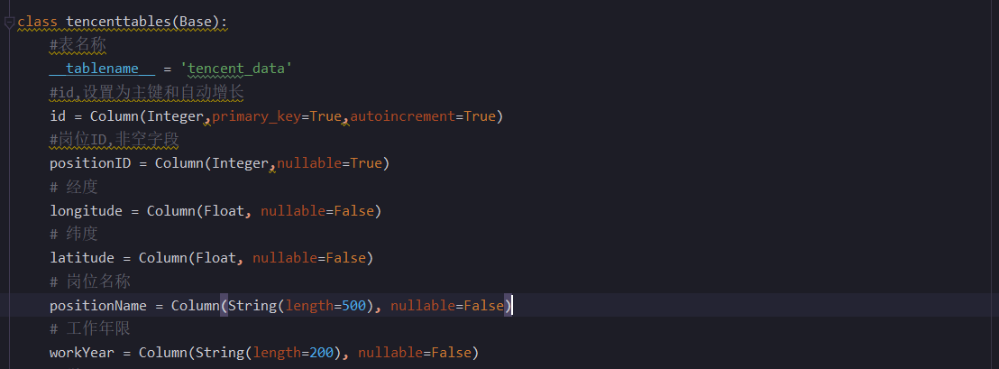 class tencenttables(Base):
    #表名称
    __tablename__ = 'tencent_data'
    #id,设置为主键和自动增长
    id = Column(Integer,primary_key=True,autoincrement=True)
    #岗位ID,非空字段
    positionID = Column(Integer,nullable=True)
    # 经度
    longitude = Column(Float, nullable=False)
    # 纬度
    latitude = Column(Float, nullable=False)
    # 岗位名称
    positionName = Column(String(length=500), nullable=False)
    # 工作年限
    workYear = Column(String(length=200), nullable=False)